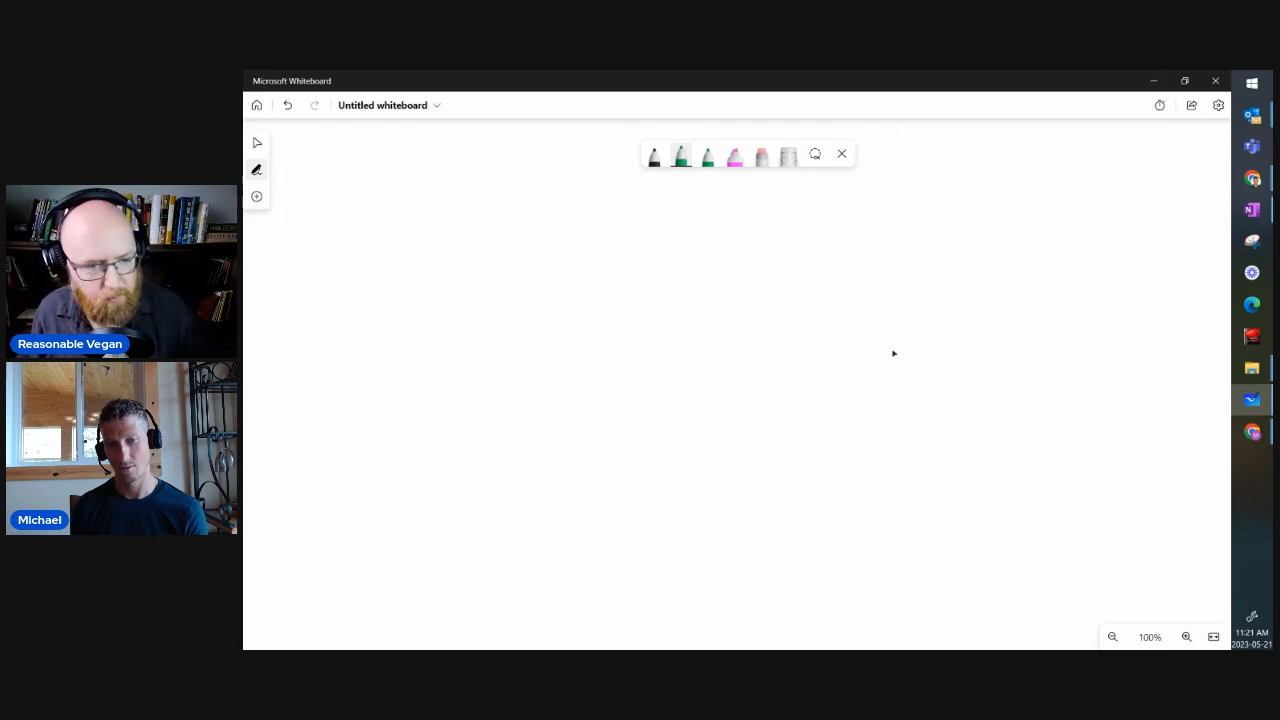 Microsoft Whiteboard
Untitled whiteboard
Reasonable Vegan
Michael
100%
11:21 AM
2023-05-21